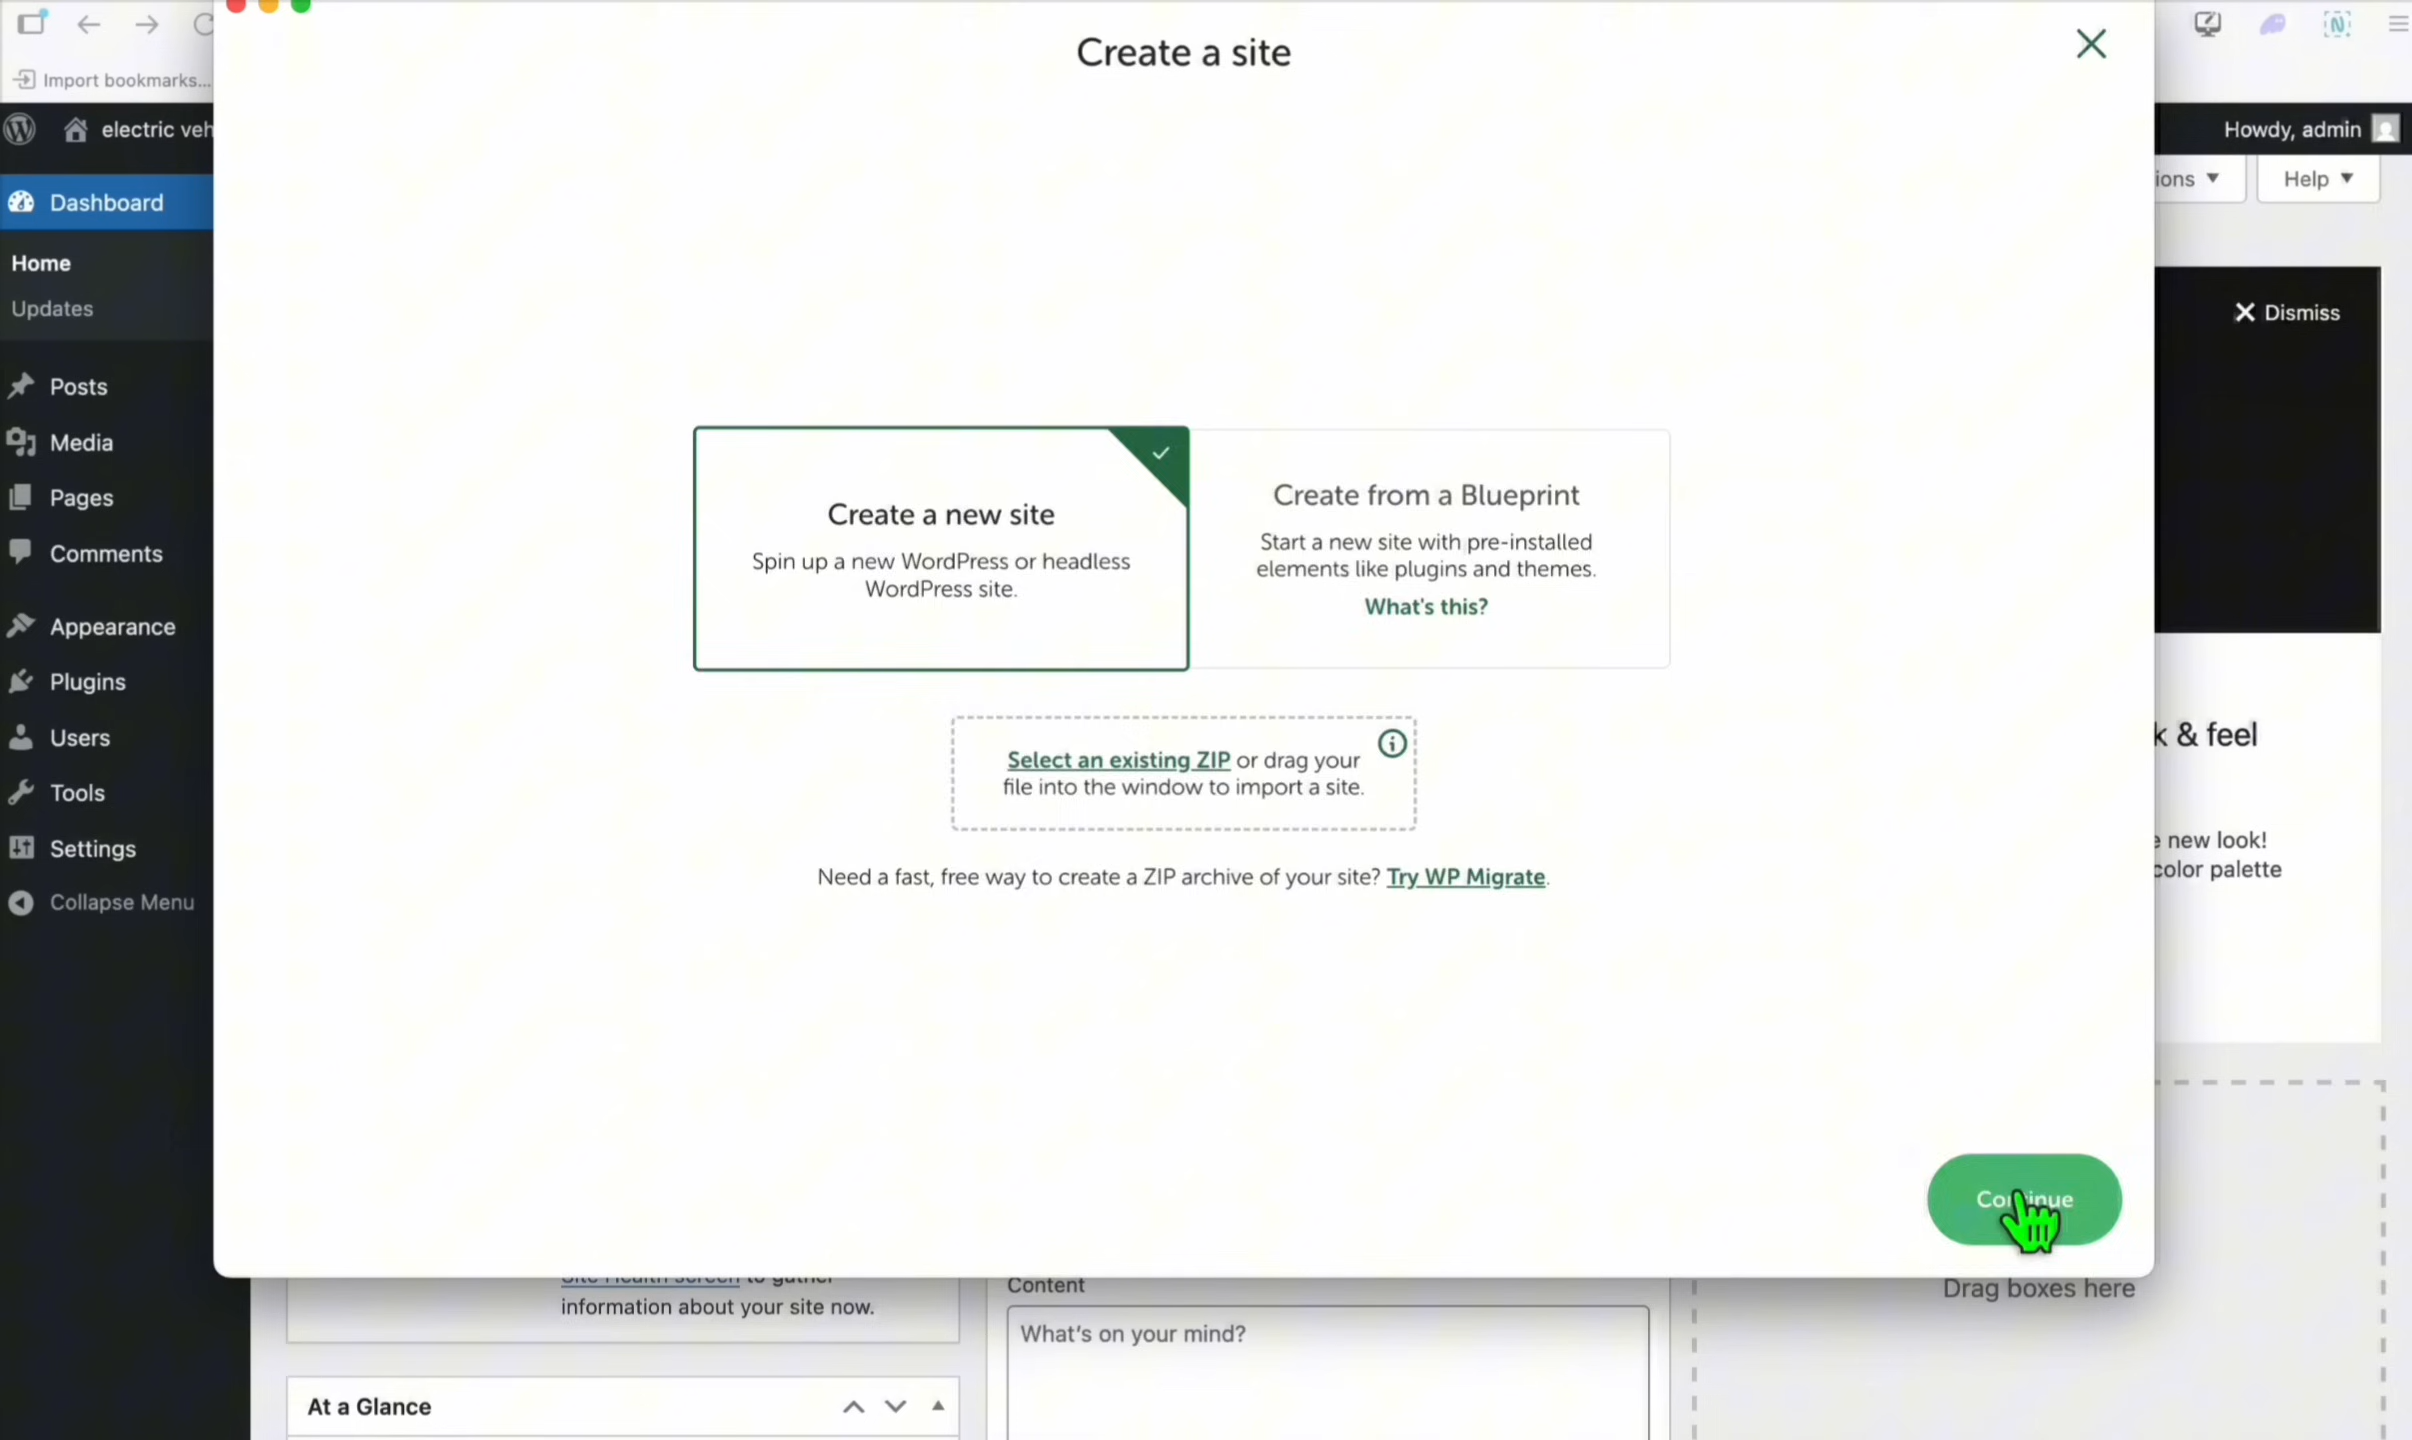 Create a site
Import bookmarks...
electric veh
Howdy, admin
Dashboard
ions
Help
Home
Updates
Dismiss
Posts
Media
Pages
Comments
Appearance
Plugins
Users
Tools
Settings
Collapse Menu
Create a new site
Spin up a new WordPress or headless
WordPress site.
Create from a Blueprint
Start a new site with pre-installed
elements like plugins and themes.
What's this?
Select an existing ZIP or drag your
file into the window to import a site.
Need a fast, free way to create a ZIP archive of your site? Try WP Migrate.
k & feel
e new look!
color palette
Continue
Site Health screen to gather
information about your site now.
Content
What's on your mind?
Drag boxes here
At a Glance